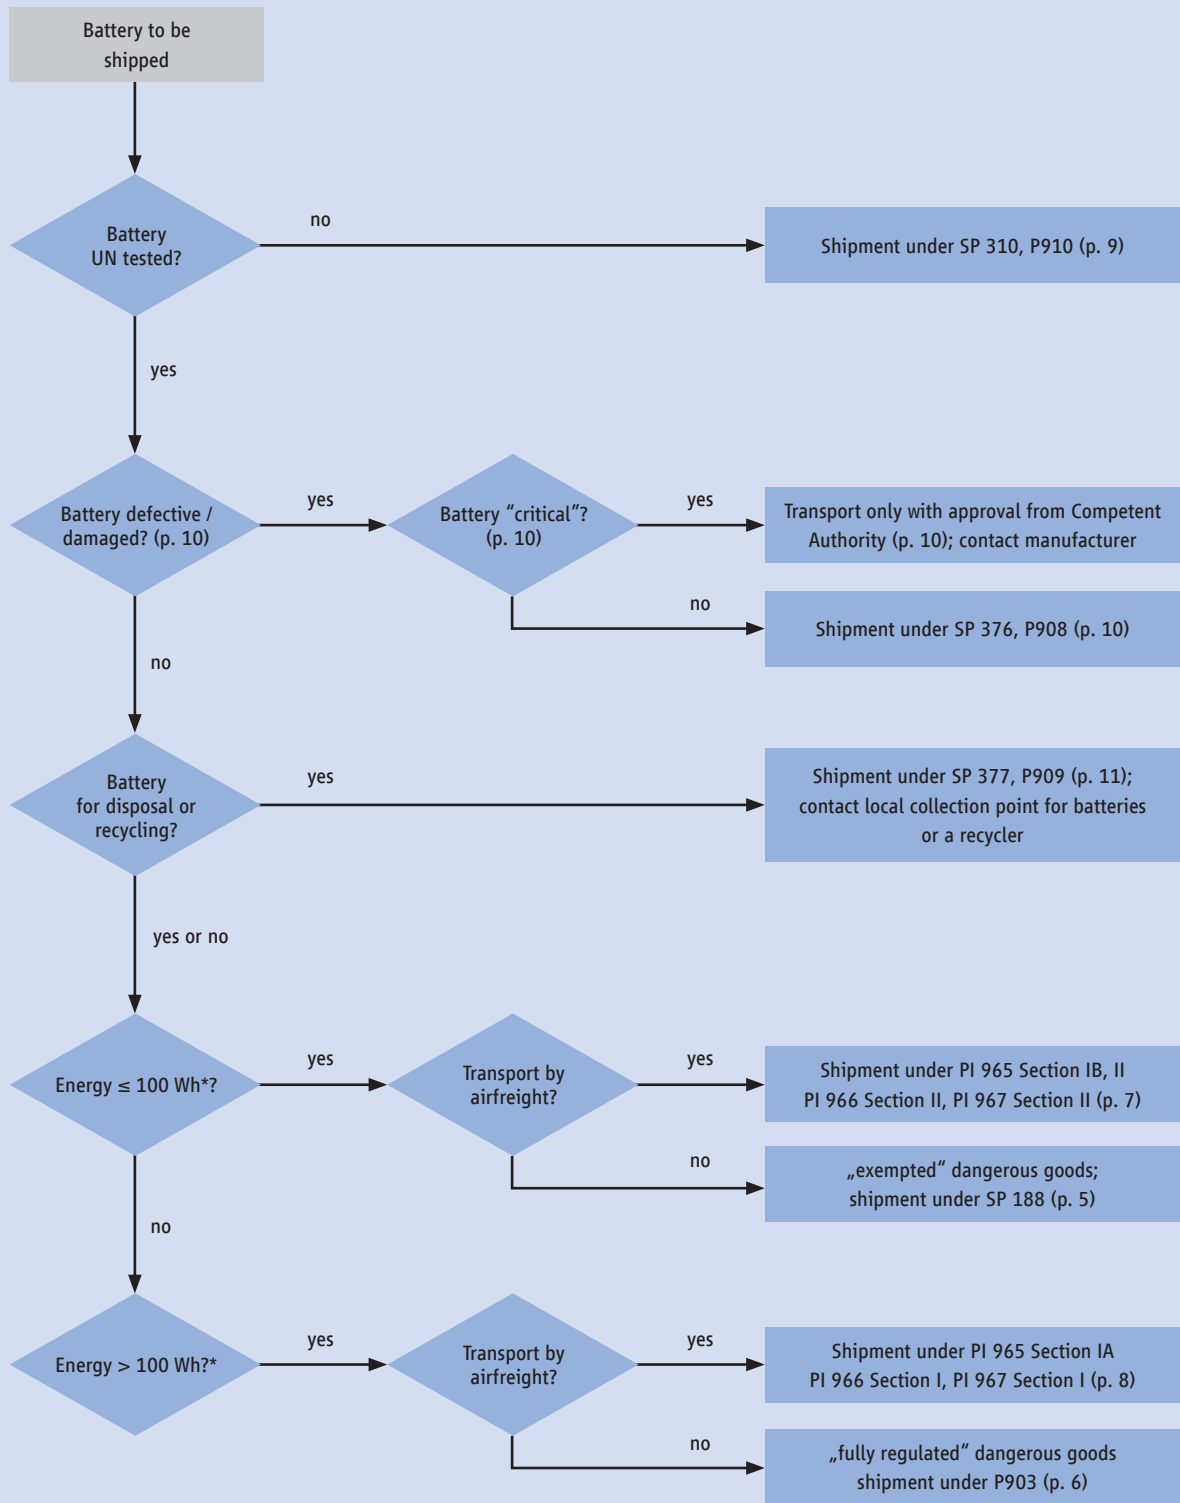 Battery to be
shipped
Battery
UN tested?
no
Shipment under SP 310, P910 (p. 9)
yes
Battery defective /
damaged? (p. 10)
yes
Battery “critical”?
(p. 10)
yes
Transport only with approval from Competent
Authority (p. 10); contact manufacturer
no
Shipment under SP 376, P908 (p. 10)
no
Battery
for disposal or
recycling?
yes
Shipment under SP 377, P909 (p. 11);
contact local collection point for batteries
or a recycler
yes or no
Energy ≤ 100 Wh*?
yes
Transport by
airfreight?
yes
Shipment under PI 965 Section IB, II
PI 966 Section II, PI 967 Section II (p. 7)
no
„exempted“ dangerous goods;
shipment under SP 188 (p. 5)
no
Energy > 100 Wh?*
yes
Transport by
airfreight?
yes
Shipment under PI 965 Section IA
PI 966 Section I, PI 967 Section I (p. 8)
no
„fully regulated“ dangerous goods
shipment under P903 (p. 6)